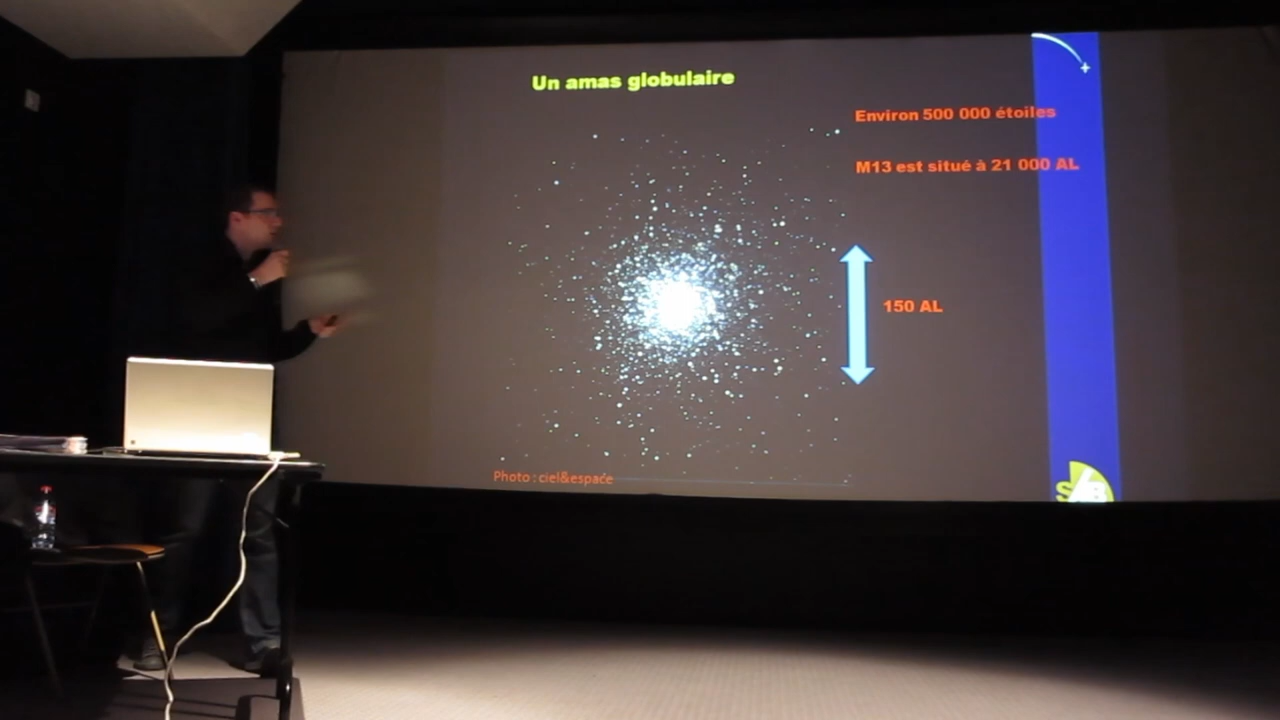 Un amas globulaire
Environ 500 000 étoiles
M13 est situé à 21 000 AL
150 AL
Photo : ciel&espace